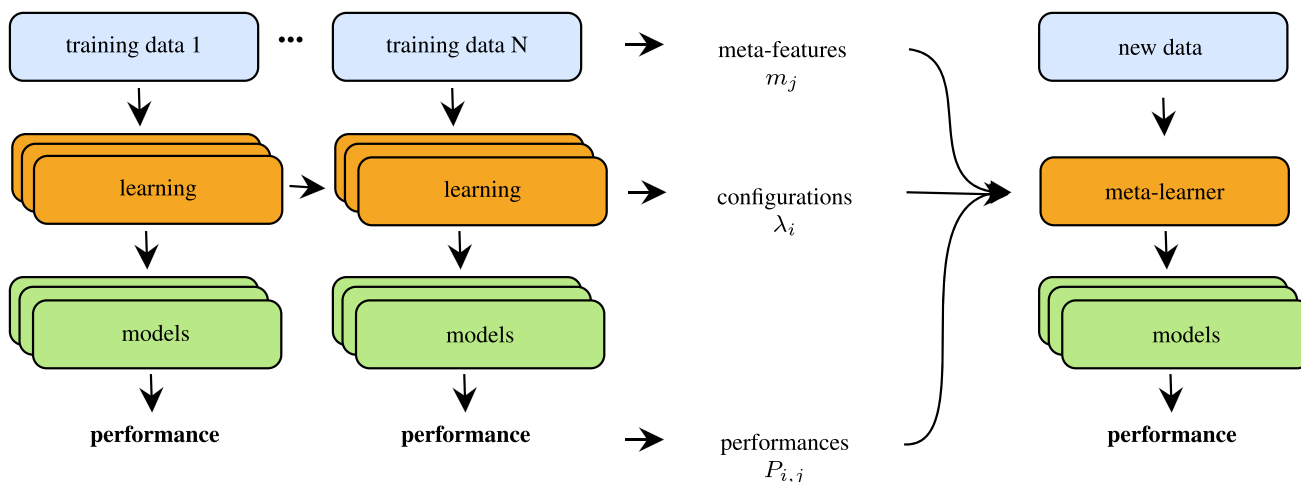 training data 1
...
training data N
meta-features
$m_j$
new data
learning
learning
configurations
$\lambda_i$
meta-learner
models
models
models
performance
performance
performances
$P_{i,j}$
performance